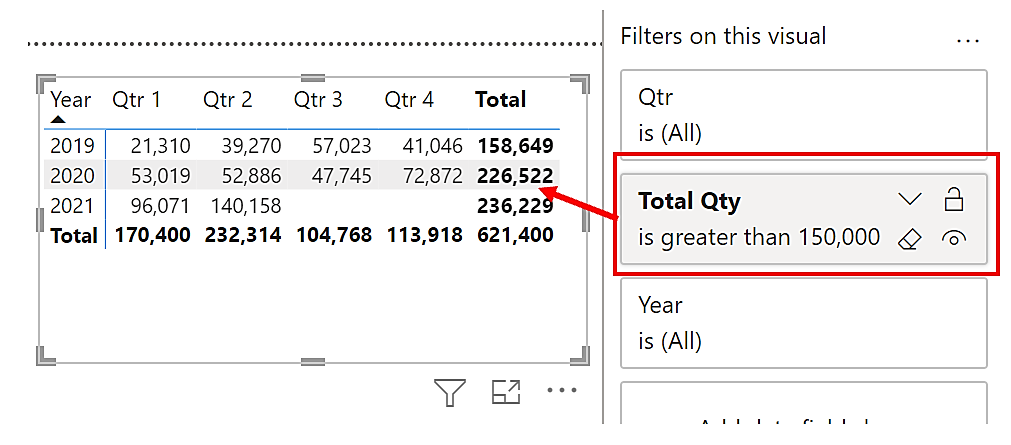 Filters on this visual
Year Qtr 1 Qtr 2 Qtr 3 Qtr 4 Total
2019 21,310 39,270 57,023 41,046 158,649
2020 53,019 52,886 47,745 72,872 226,522
2021 96,071 140,158 236,229
Total 170,400 232,314 104,768 113,918 621,400
Qtr
is (All)
Total Qty
is greater than 150,000
Year
is (All)